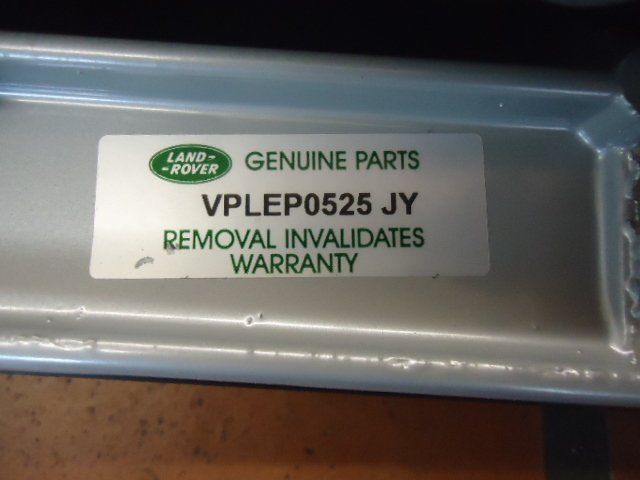 LAND-
-ROVER
GENUINE PARTS
VPLEP0525 JY
REMOVAL INVALIDATES
WARRANTY